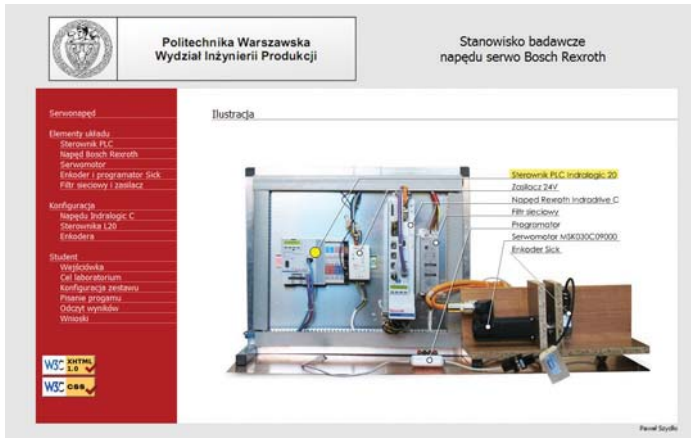 Politechnika Warszawska
Wydział Inżynierii Produkcji
Stanowisko badawcze
napędu serwo Bosch Rexroth
Serwonapęd
Elementy układu
Sterownik PLC
Napęd Bosch Rexroth
Serwomotor
Enkoder i programator Sick
Filtr sieciowy i zasilacz
Konfiguracja
Napędu Indralogic C
Sterownika L20
Enkodera
Student
Wejściówka
Cel laboratorium
Konfiguracja zestawu
Pisanie progamu
Odczyt wyników
Wnioski
W3C XHTML 1.0
W3C css
Ilustracja
Sterownik PLC Indralogic 20
Zasilacz 24V
Napęd Rexroth Indradrive C
Filtr sieciowy
Programator
Serwomotor MSK030C09000
Enkoder Sick
Paweł Szydło